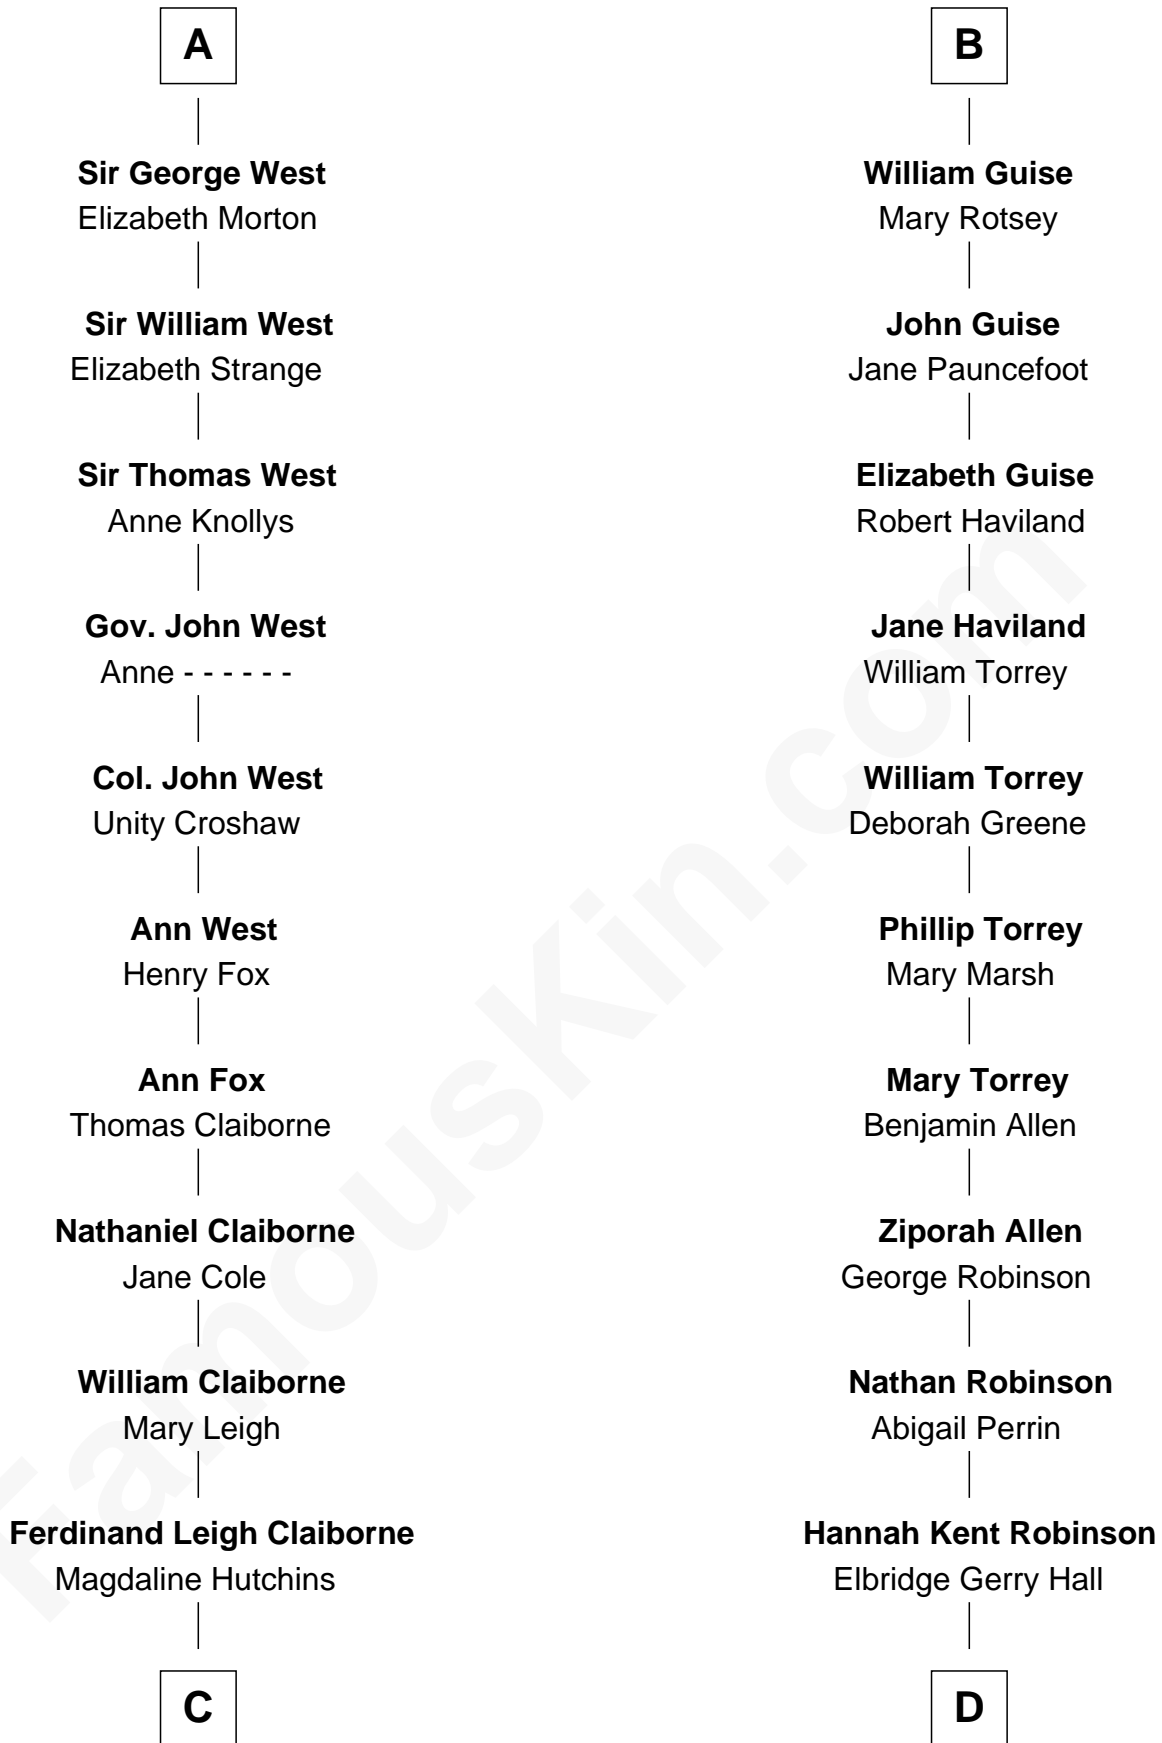 A
Sir George West
Elizabeth Morton
Sir William West
Elizabeth Strange
Sir Thomas West
Anne Knollys
Gov. John West
Anne - - - - - -
Col. John West
Unity Croshaw
Ann West
Henry Fox
Ann Fox
Thomas Claiborne
Nathaniel Claiborne
Jane Cole
William Claiborne
Mary Leigh
Ferdinand Leigh Claiborne
Magdaline Hutchins
C
B
William Guise
Mary Rotsey
John Guise
Jane Pauncefoot
Elizabeth Guise
Robert Haviland
Jane Haviland
William Torrey
William Torrey
Deborah Greene
Phillip Torrey
Mary Marsh
Mary Torrey
Benjamin Allen
Ziporah Allen
George Robinson
Nathan Robinson
Abigail Perrin
Hannah Kent Robinson
Elbridge Gerry Hall
D
FamousKin.com